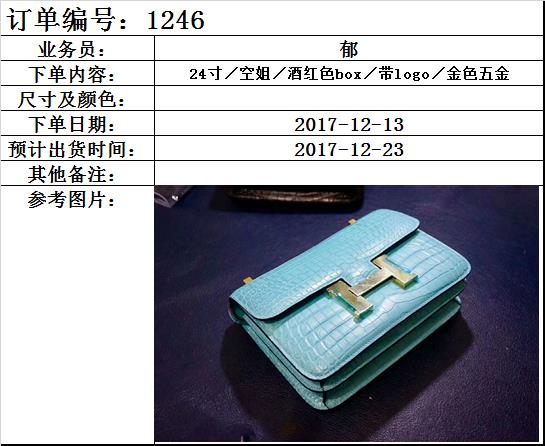 订单编号：1246
业务员： 郁
下单内容： 24寸／空姐／酒红色box／带logo／金色五金
尺寸及颜色：
下单日期： 2017-12-13
预计出货时间： 2017-12-23
其他备注：
参考图片：